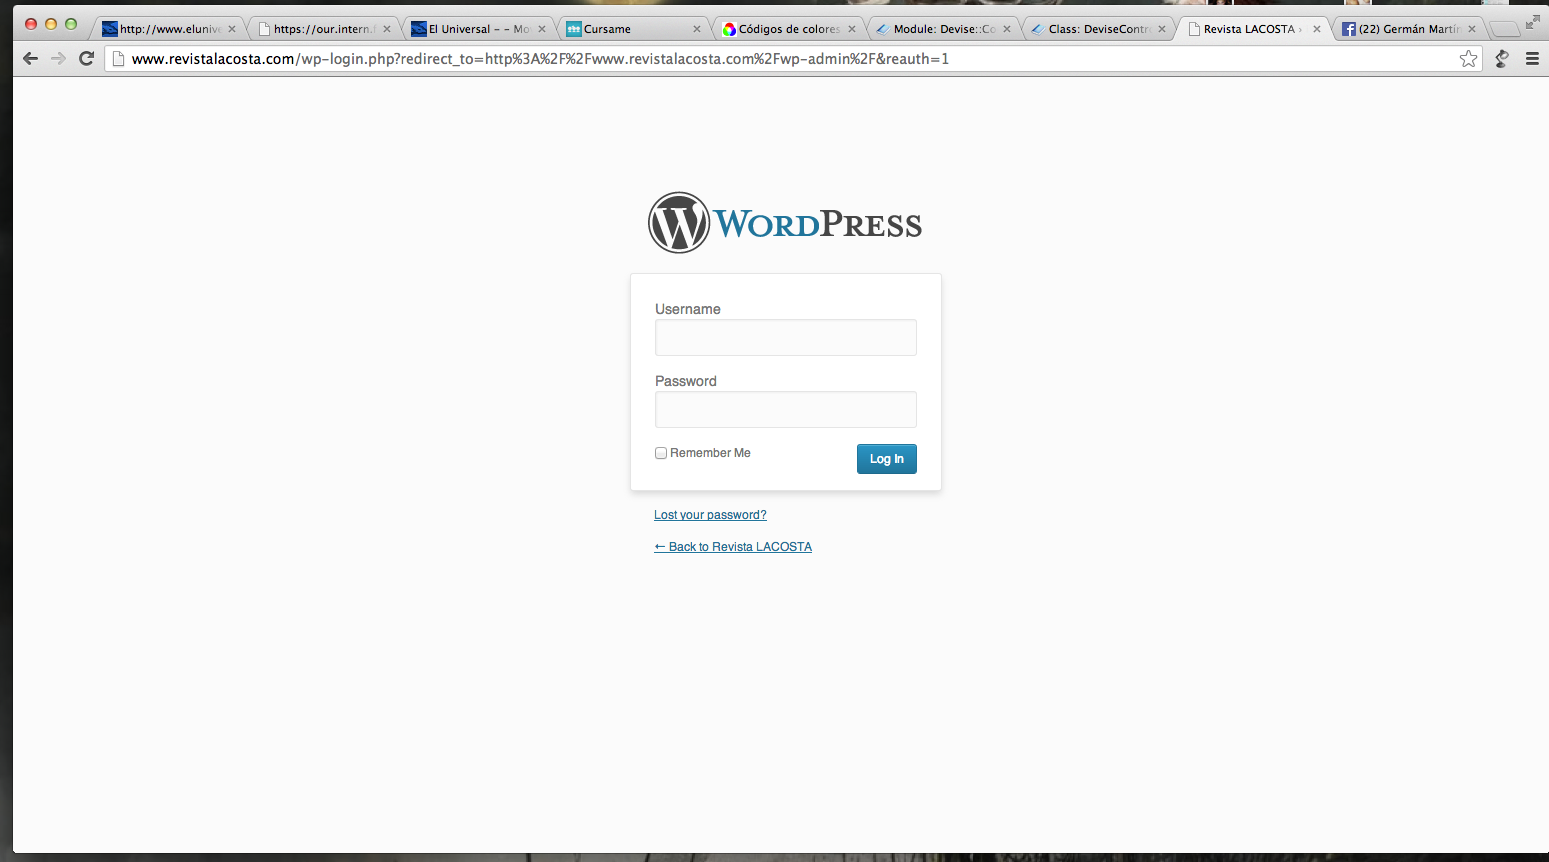 http://www.elunive
https://our.intern.f
El Universal - - Mo
Cursame
Códigos de colores
Module: Devise::Co
Class: DeviseContr
Revista LACOSTA ›
(22) Germán Martín
www.revistalacosta.com/wp-login.php?redirect_to=http%3A%2F%2Fwww.revistalacosta.com%2Fwp-admin%2F&reauth=1
WORDPRESS
Username
Password
Remember Me
Log In
Lost your password?
← Back to Revista LACOSTA